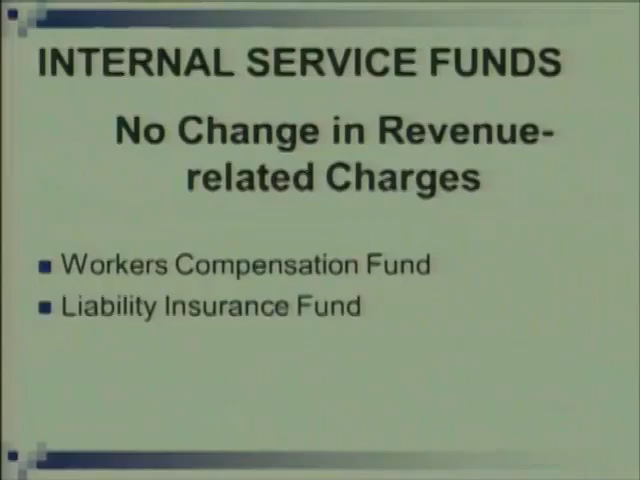 INTERNAL SERVICE FUNDS
No Change in Revenue-
related Charges
Workers Compensation Fund
Liability Insurance Fund